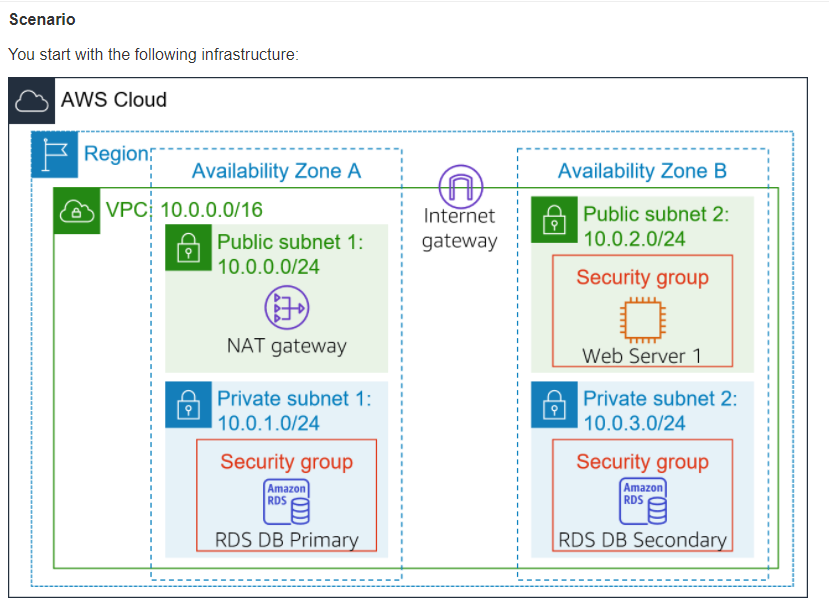 Scenario
You start with the following infrastructure:
AWS Cloud
Region
Availability Zone A
Availability Zone B
VPC 10.0.0.0/16
Internet
gateway
Public subnet 1:
10.0.0.0/24
NAT gateway
Public subnet 2:
10.0.2.0/24
Security group
Web Server 1
Private subnet 1:
10.0.1.0/24
Security group
Amazon
RDS
RDS DB Primary
Private subnet 2:
10.0.3.0/24
Security group
Amazon
RDS
RDS DB Secondary